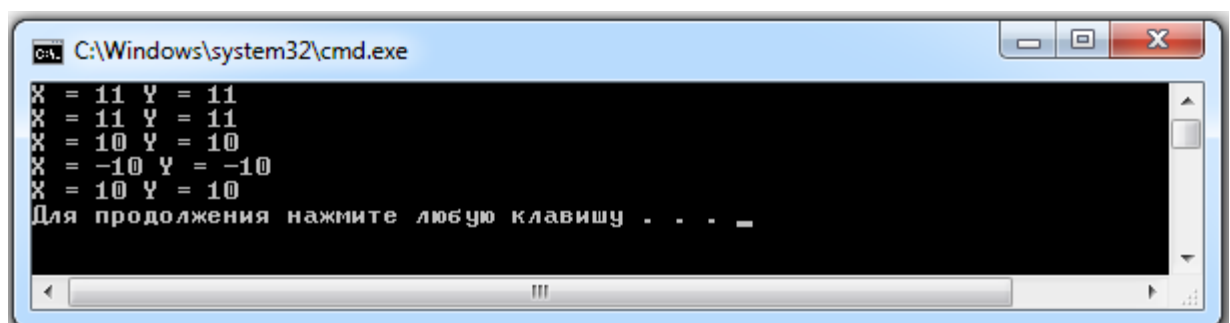 C:\Windows\system32\cmd.exe
X = 11 Y = 11
X = 11 Y = 11
X = 10 Y = 10
X = -10 Y = -10
X = 10 Y = 10
Для продолжения нажмите любую клавишу . . . _